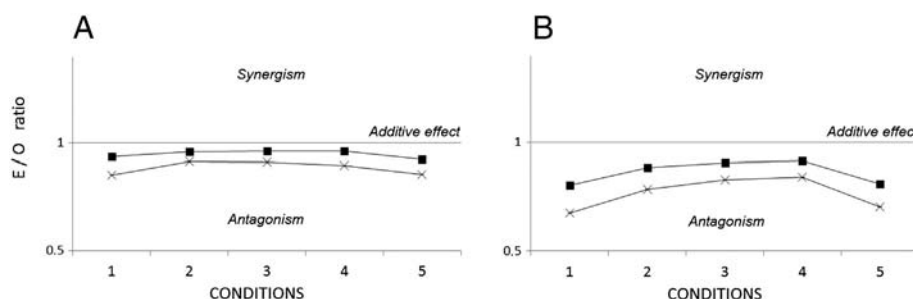 A
Synergism
Additive effect
Antagonism
E / O ratio
1
0.5
1 2 3 4 5
CONDITIONS
B
Synergism
Additive effect
Antagonism
1
0.5
1 2 3 4 5
CONDITIONS